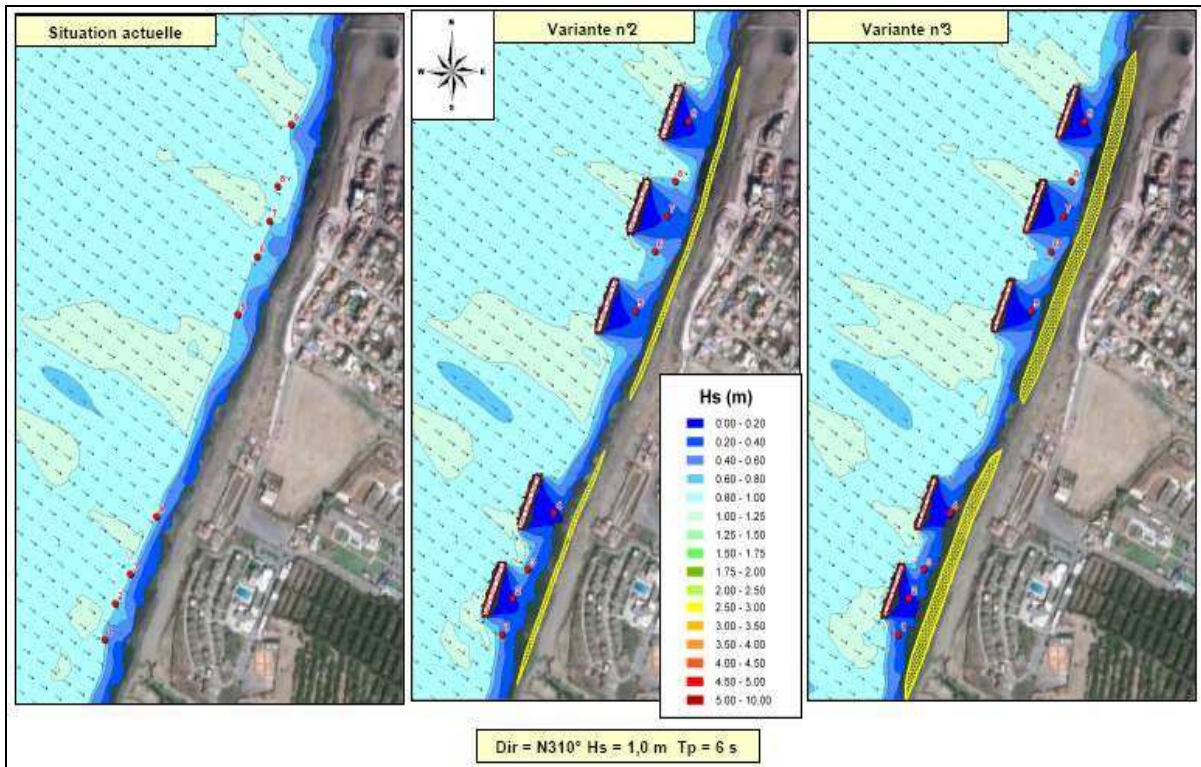 Situation actuelle
Variante n°2
Variante n°3
N
W E
S
Hs (m)
0.00 - 0.20
0.20 - 0.40
0.40 - 0.60
0.60 - 0.80
0.80 - 1.00
1.00 - 1.25
1.25 - 1.50
1.50 - 1.75
1.75 - 2.00
2.00 - 2.50
2.50 - 3.00
3.00 - 3.50
3.50 - 4.00
4.00 - 4.50
4.50 - 5.00
5.00 - 10.00
Dir = N310° Hs = 1,0 m Tp = 6 s